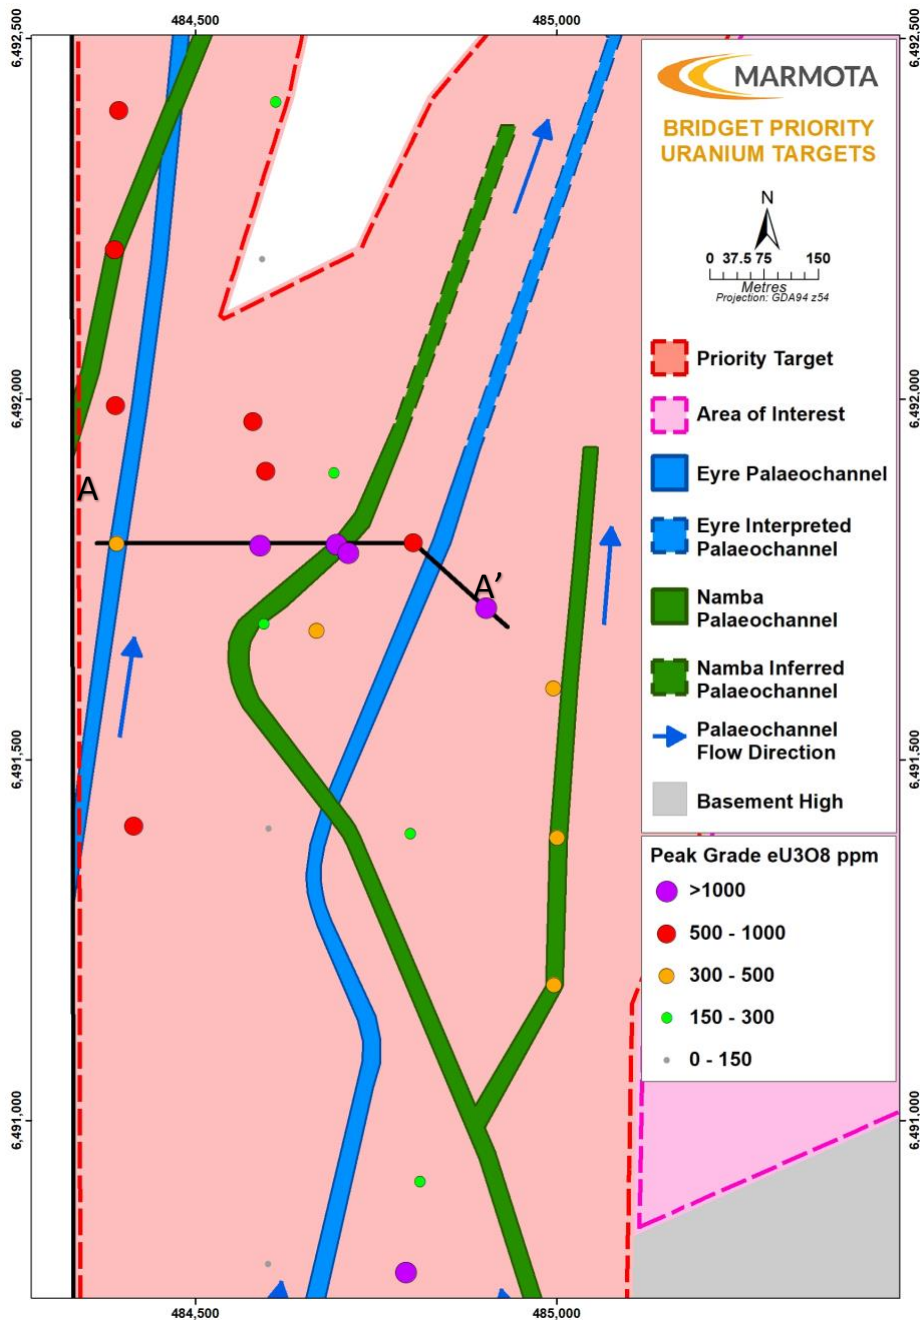 484,500
485,000
6,492,500
6,492,500
MARMOTA
BRIDGET PRIORITY
URANIUM TARGETS
N
0 37.5 75 150
Metres
Projection: GDA94 z54
Priority Target
Area of Interest
Eyre Palaeochannel
Eyre Interpreted
Palaeochannel
Namba
Palaeochannel
Namba Inferred
Palaeochannel
Palaeochannel
Flow Direction
Basement High
Peak Grade eU3O8 ppm
>1000
500 - 1000
300 - 500
150 - 300
0 - 150
6,492,000
6,492,000
A
A'
6,491,500
6,491,500
6,491,000
6,491,000
484,500
485,000